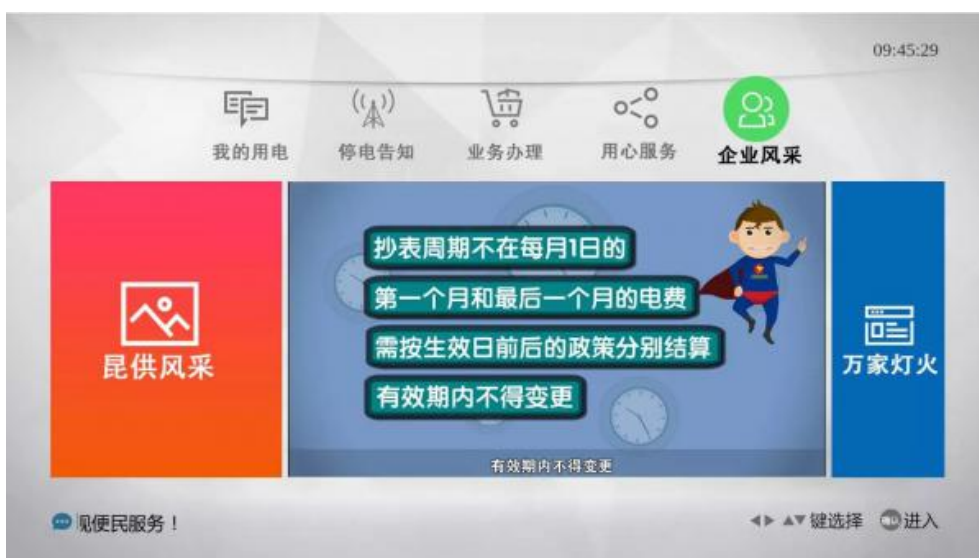 09:45:29
我的用电 停电告知 业务办理 用心服务 企业风采
抄表周期不在每月1日的
第一个月和最后一个月的电费
需按生效日前后的政策分别结算
有效期内不得变更
昆供风采
万家灯火
有效期内不得变更
现便民服务！
键选择 进入